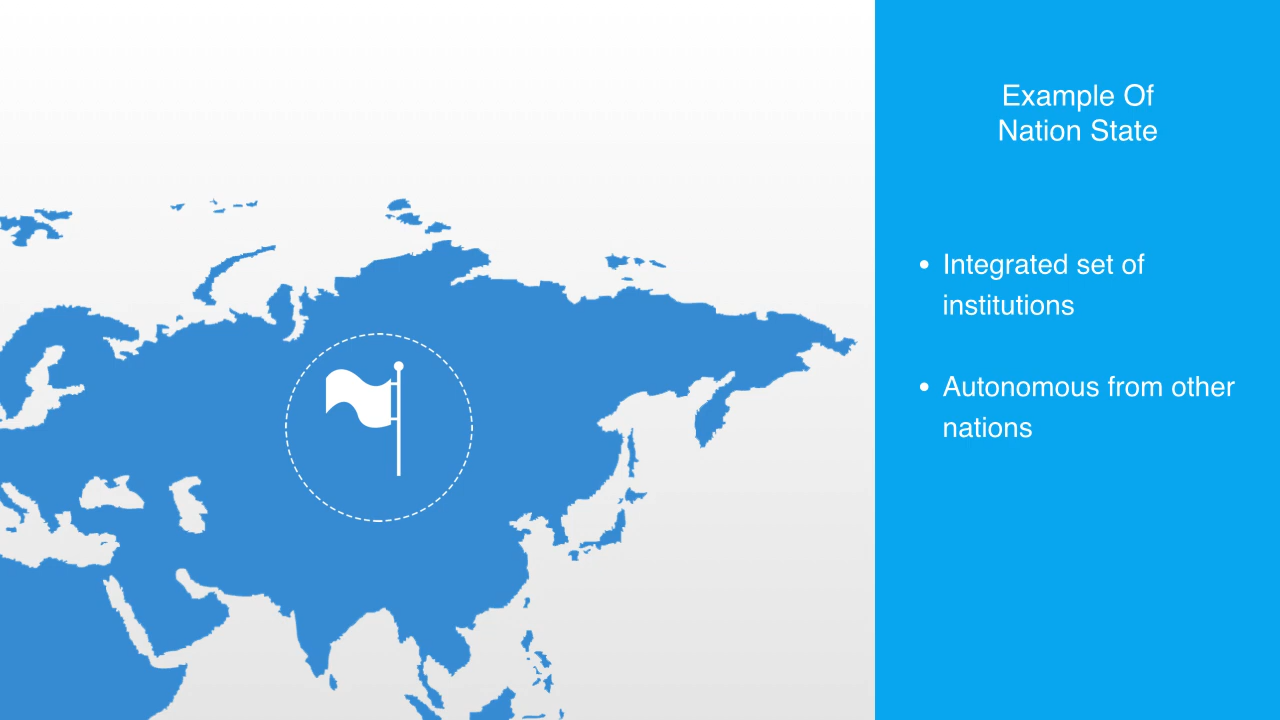 Example Of
Nation State
• Integrated set of
institutions
• Autonomous from other
nations